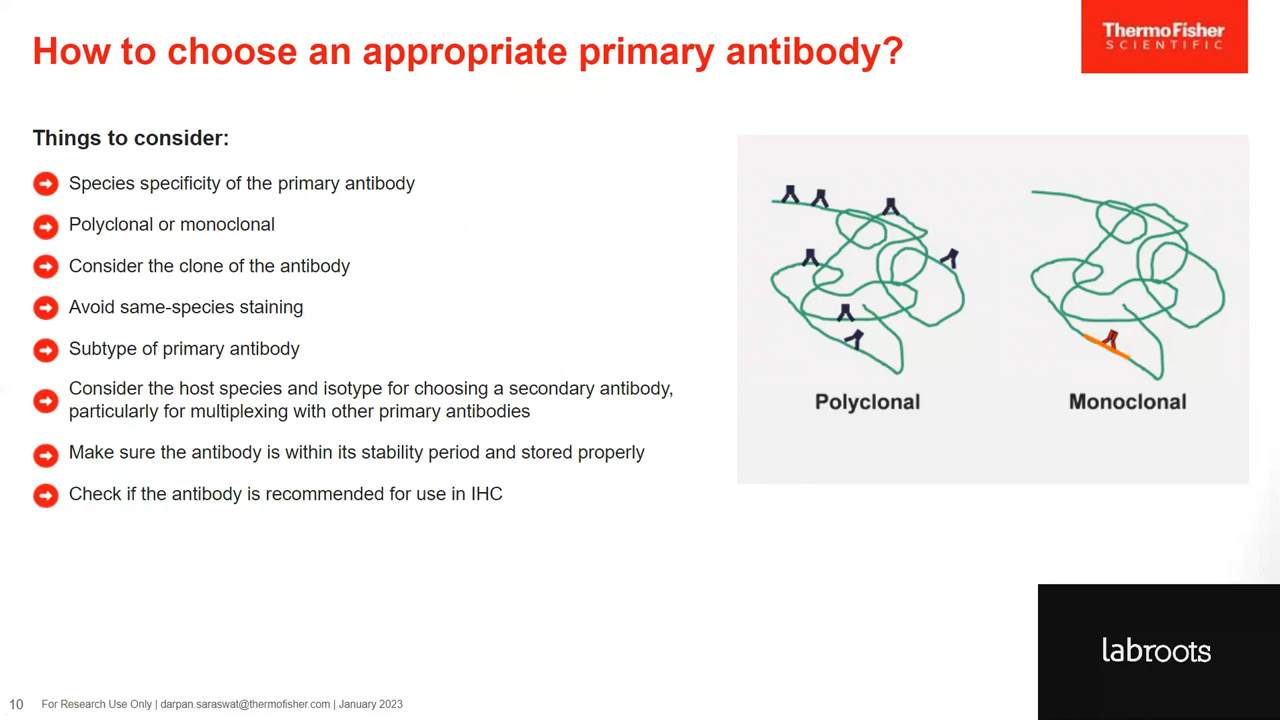 How to choose an appropriate primary antibody?
ThermoFisher
SCIENTIFIC
Things to consider:
Species specificity of the primary antibody
Polyclonal or monoclonal
Consider the clone of the antibody
Avoid same-species staining
Subtype of primary antibody
Consider the host species and isotype for choosing a secondary antibody,
particularly for multiplexing with other primary antibodies
Make sure the antibody is within its stability period and stored properly
Check if the antibody is recommended for use in IHC
Polyclonal
Monoclonal
labroots
10 For Research Use Only | darpan.saraswat@thermofisher.com | January 2023